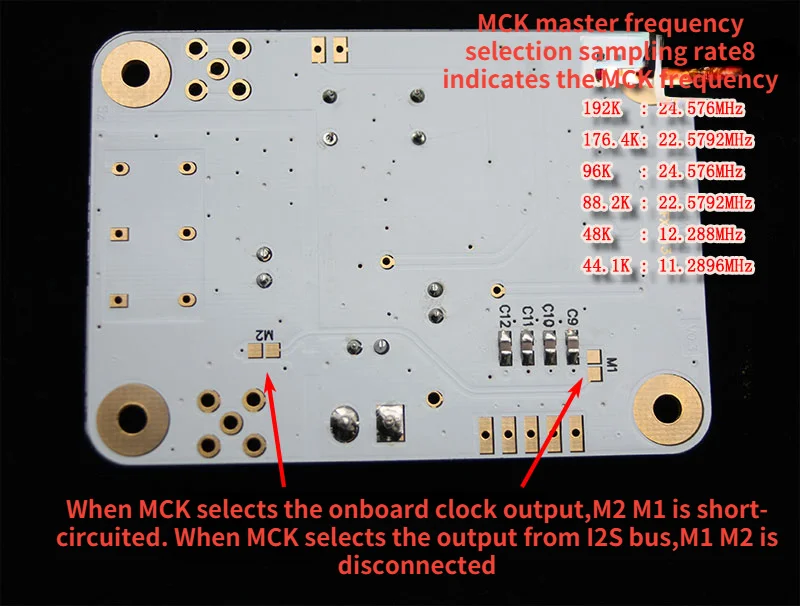 MCK master frequency
selection sampling rate8
indicates the MCK frequency
192K : 24.576MHz
176.4K: 22.5792MHz
96K : 24.576MHz
88.2K : 22.5792MHz
48K : 12.288MHz
44.1K : 11.2896MHz
C12 C11 C10 C9
M2
M1
When MCK selects the onboard clock output,M2 M1 is short-
circuited. When MCK selects the output from I2S bus,M1 M2 is
disconnected